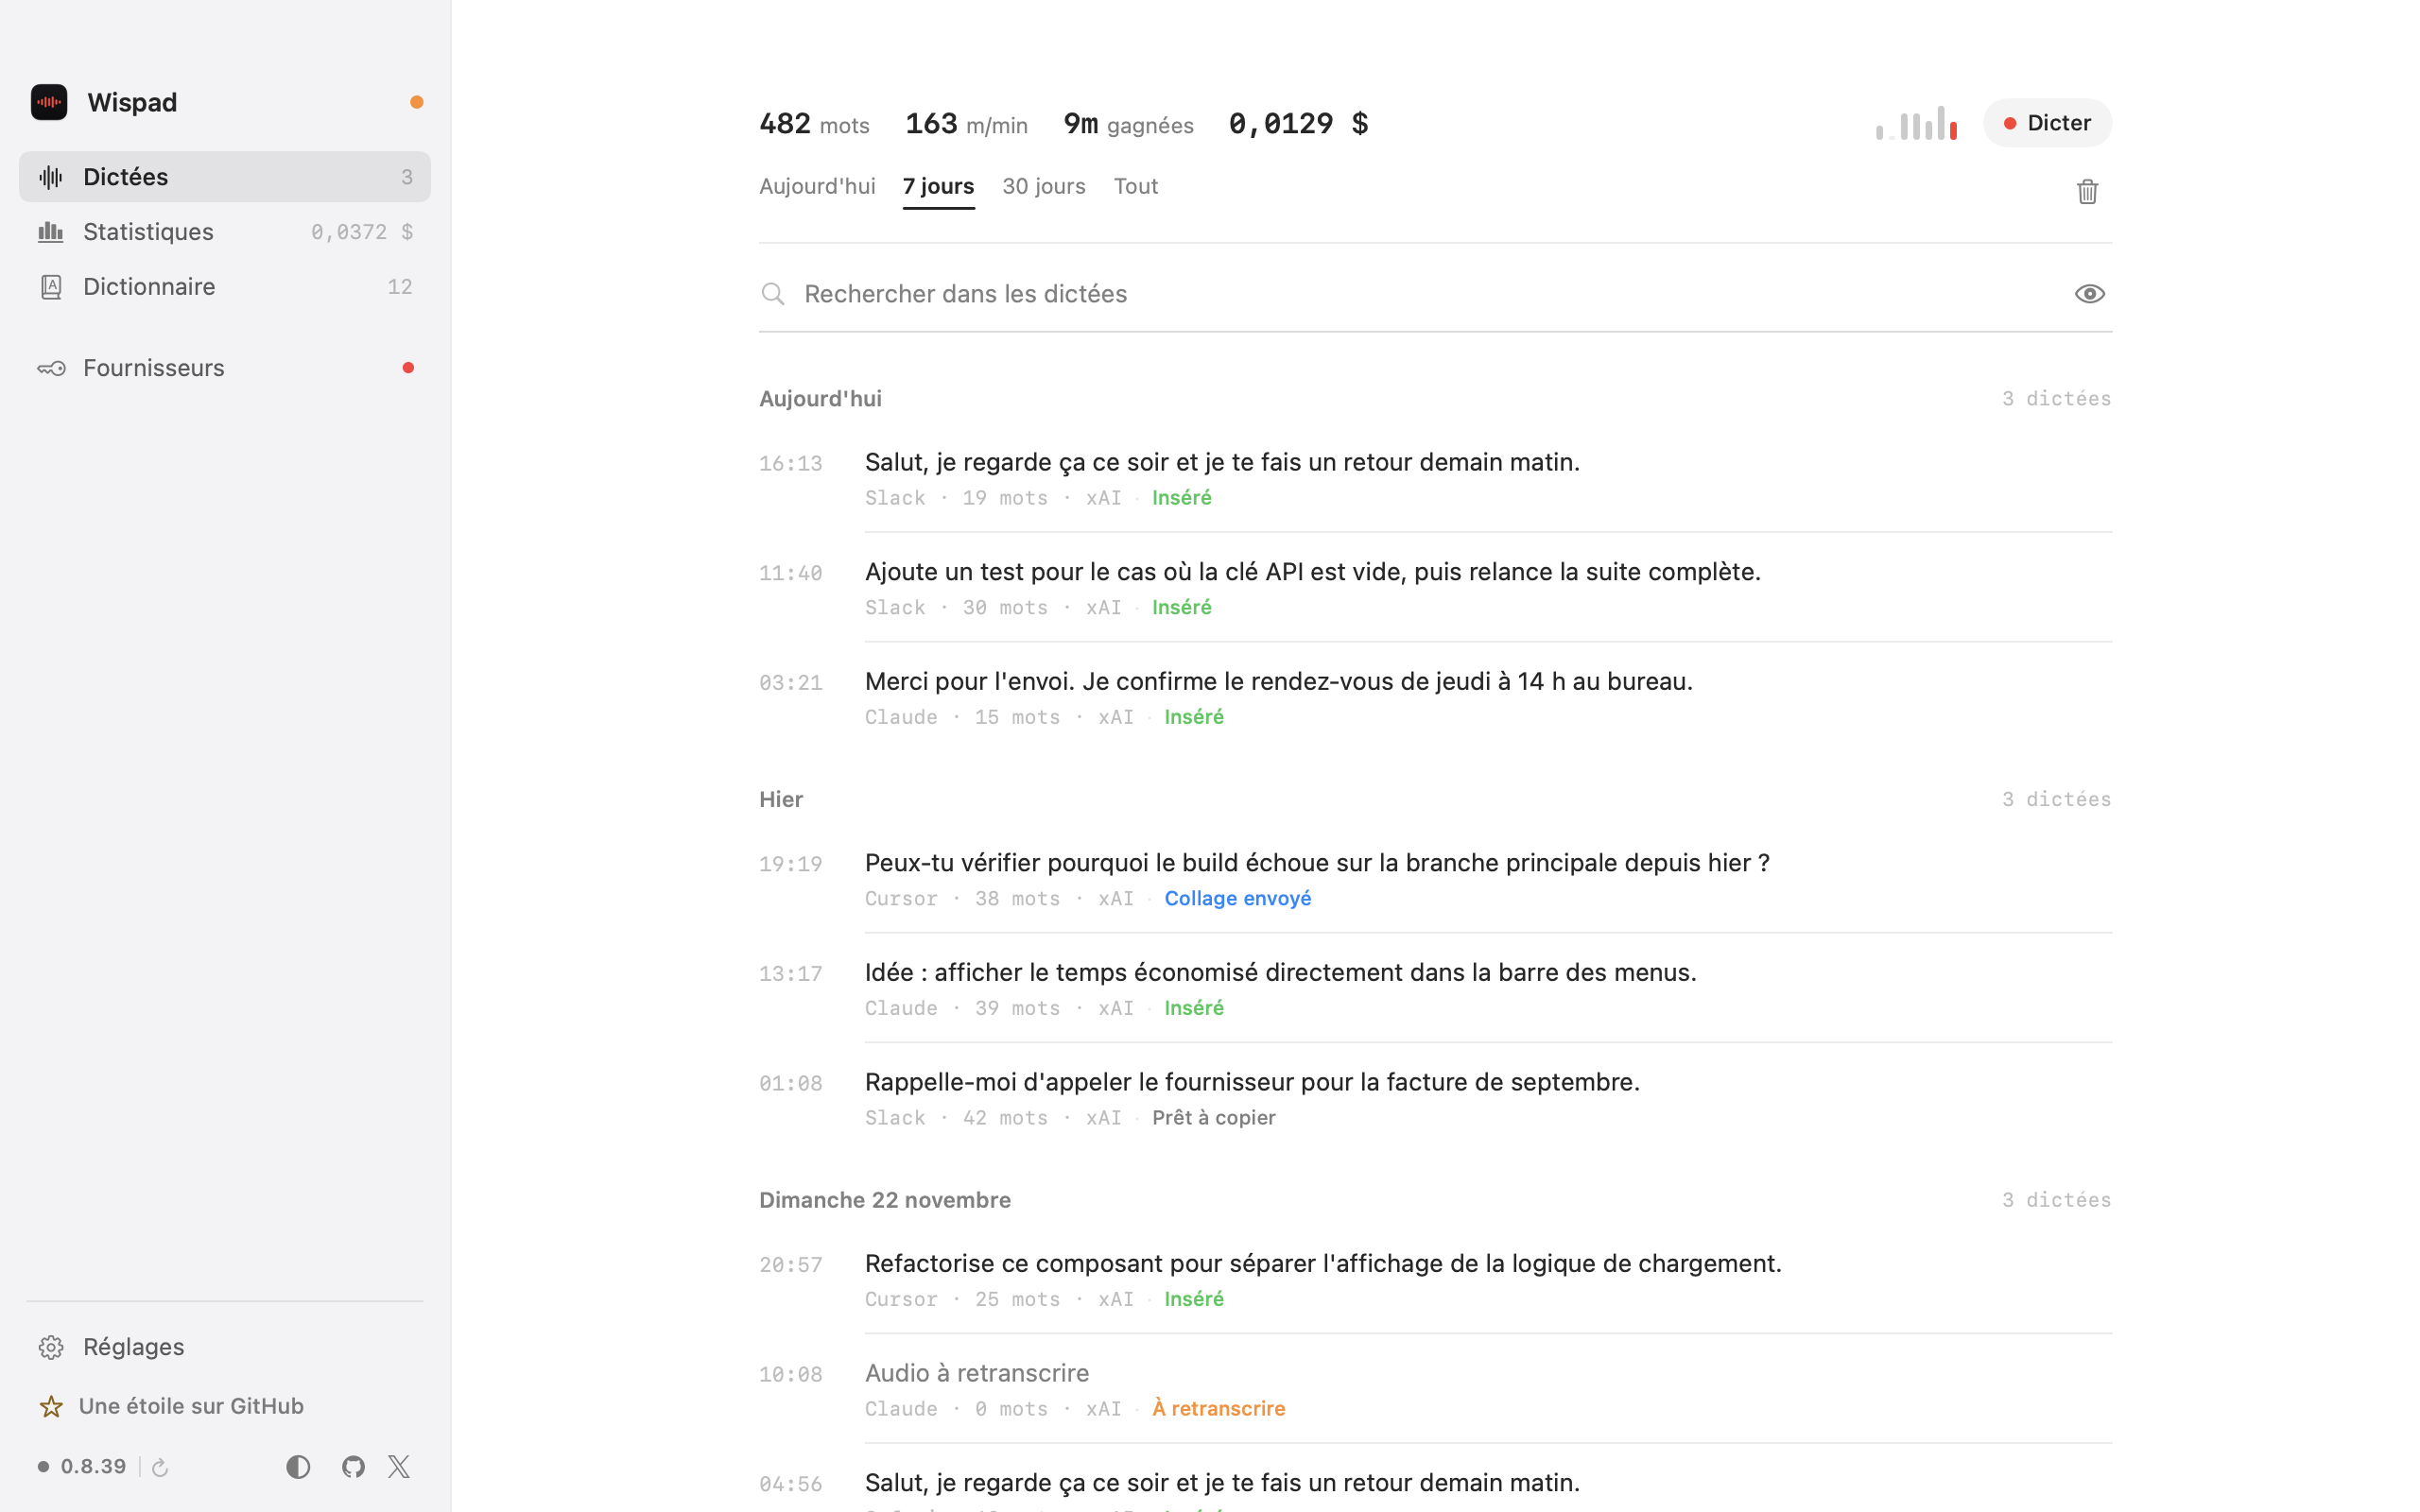 Wispad
Dictées 3
Statistiques 0,0372 $
Dictionnaire 12
Fournisseurs
Réglages
Une étoile sur GitHub
0.8.39
482 mots 163 m/min 9m gagnées 0,0129 $
Dicter
Aujourd'hui 7 jours 30 jours Tout
Rechercher dans les dictées
Aujourd'hui 3 dictées
16:13 Salut, je regarde ça ce soir et je te fais un retour demain matin.
Slack · 19 mots · xAI · Inséré
11:40 Ajoute un test pour le cas où la clé API est vide, puis relance la suite complète.
Slack · 30 mots · xAI · Inséré
03:21 Merci pour l'envoi. Je confirme le rendez-vous de jeudi à 14 h au bureau.
Claude · 15 mots · xAI · Inséré
Hier 3 dictées
19:19 Peux-tu vérifier pourquoi le build échoue sur la branche principale depuis hier ?
Cursor · 38 mots · xAI · Collage envoyé
13:17 Idée : afficher le temps économisé directement dans la barre des menus.
Claude · 39 mots · xAI · Inséré
01:08 Rappelle-moi d'appeler le fournisseur pour la facture de septembre.
Slack · 42 mots · xAI · Prêt à copier
Dimanche 22 novembre 3 dictées
20:57 Refactorise ce composant pour séparer l'affichage de la logique de chargement.
Cursor · 25 mots · xAI · Inséré
10:08 Audio à retranscrire
Claude · 0 mots · xAI · À retranscrire
04:56 Salut, je regarde ça ce soir et je te fais un retour demain matin.